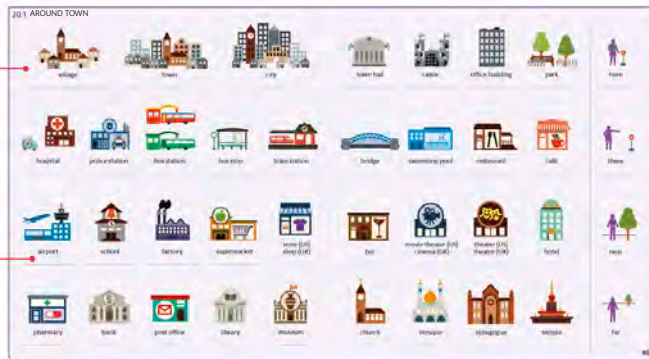 20.1 AROUND TOWN
village town city town hall castle office building park here
hospital police station bus station bus stop train station bridge swimming pool restaurant café there
airport school factory supermarket store (US) shop (UK) bar movie theater (US) cinema (UK) theater (US) theatre (UK) hotel near
pharmacy bank post office library museum church mosque synagogue temple far